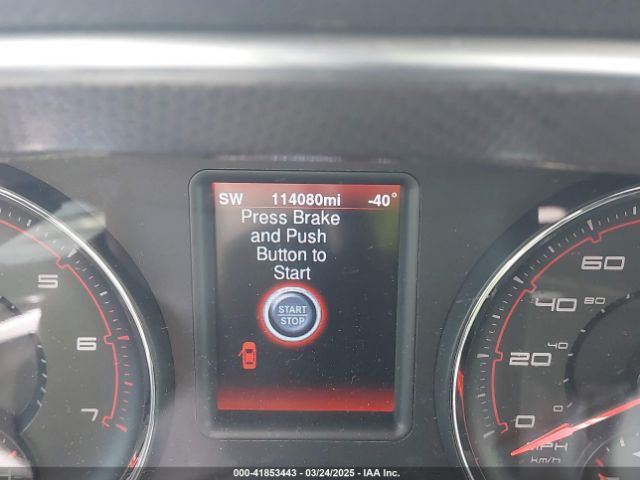 SW 114080mi -40°
Press Brake
and Push
Button to
Start
START
STOP
5
6
7
60
40 80
20 40
0 0
MPH
km/h
000-41853443 • 03/24/2025 • IAA Inc.